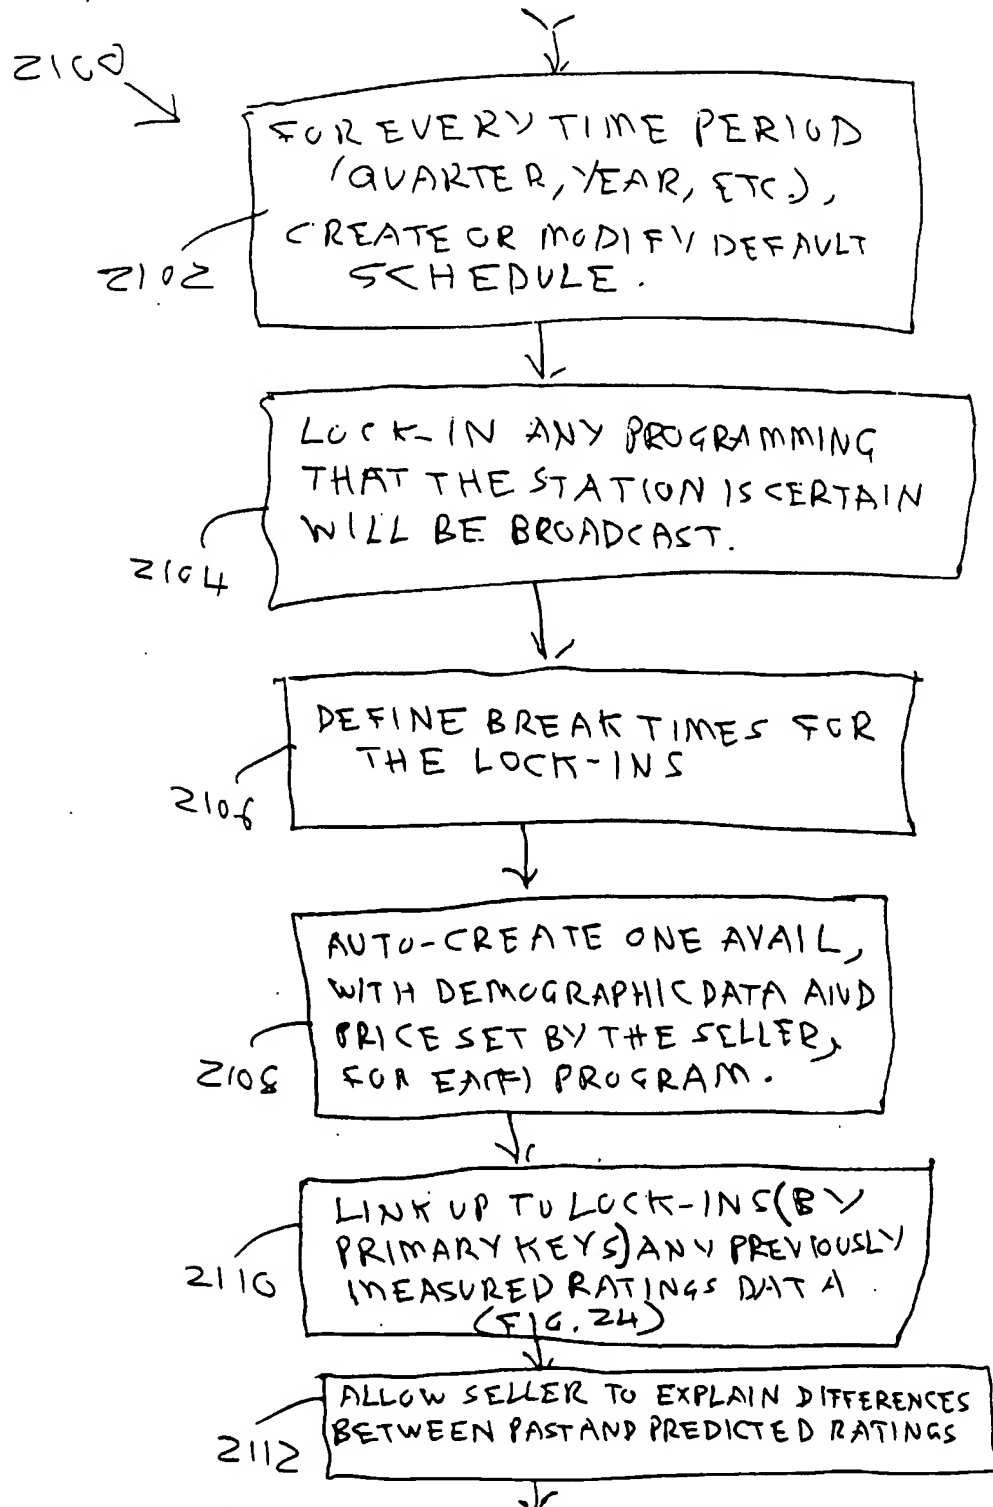 2100
FOR EVERY TIME PERIOD
(QUARTER, YEAR, ETC.),
CREATE OR MODIFY DEFAULT
SCHEDULE.
2102
LOCK-IN ANY PROGRAMMING
THAT THE STATION IS CERTAIN
WILL BE BROADCAST.
2104
DEFINE BREAK TIMES FOR
THE LOCK-INS
2106
AUTO-CREATE ONE AVAIL,
WITH DEMOGRAPHIC DATA AND
PRICE SET BY THE SELLER,
FOR EACH PROGRAM.
2108
LINK UP TO LOCK-INS (BY
PRIMARY KEYS) ANY PREVIOUSLY
MEASURED RATINGS DATA
(FIG. 24)
2110
ALLOW SELLER TO EXPLAIN DIFFERENCES
BETWEEN PAST AND PREDICTED RATINGS
2112